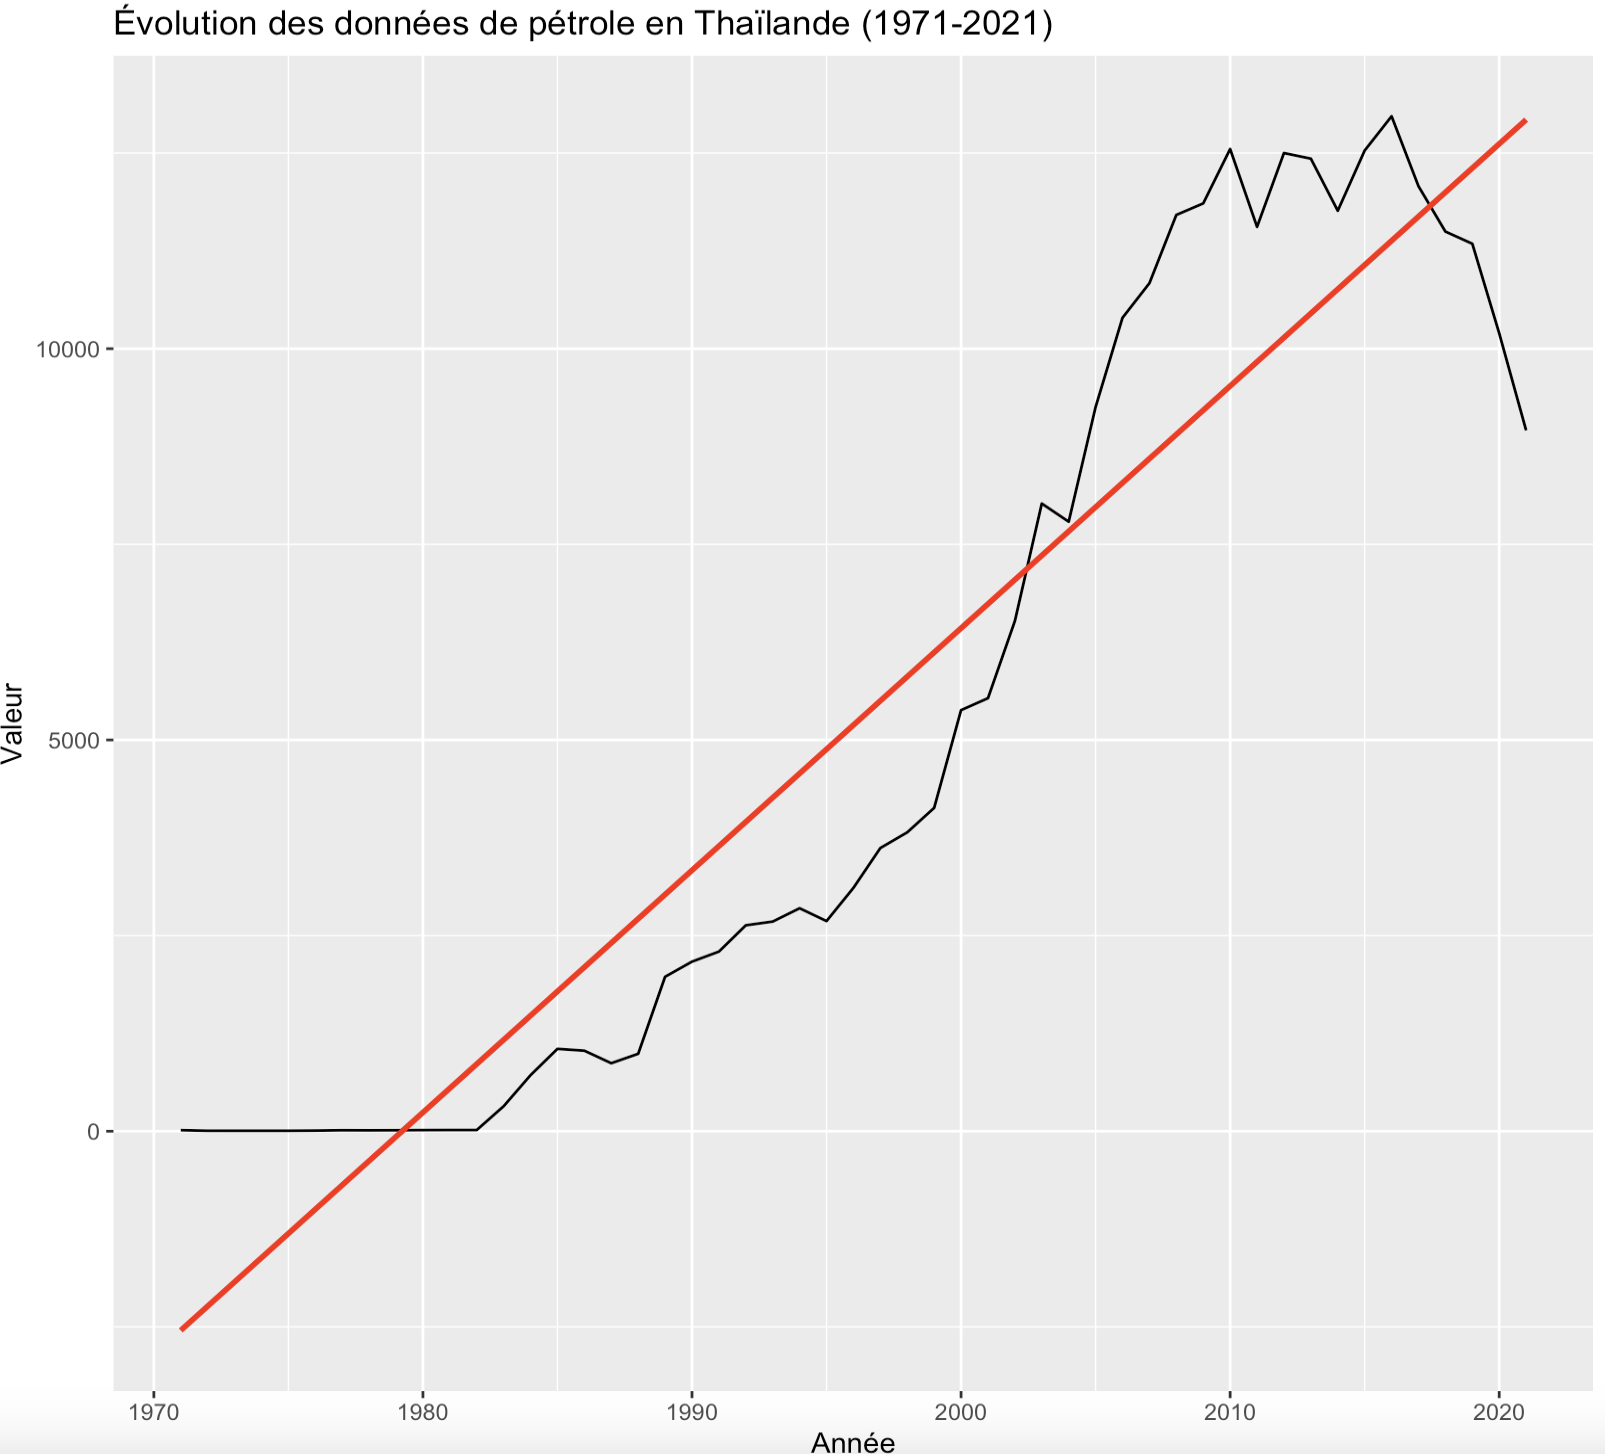 Évolution des données de pétrole en Thaïlande (1971-2021)
Valeur
10000
5000
0
1970 1980 1990 2000 2010 2020
Année